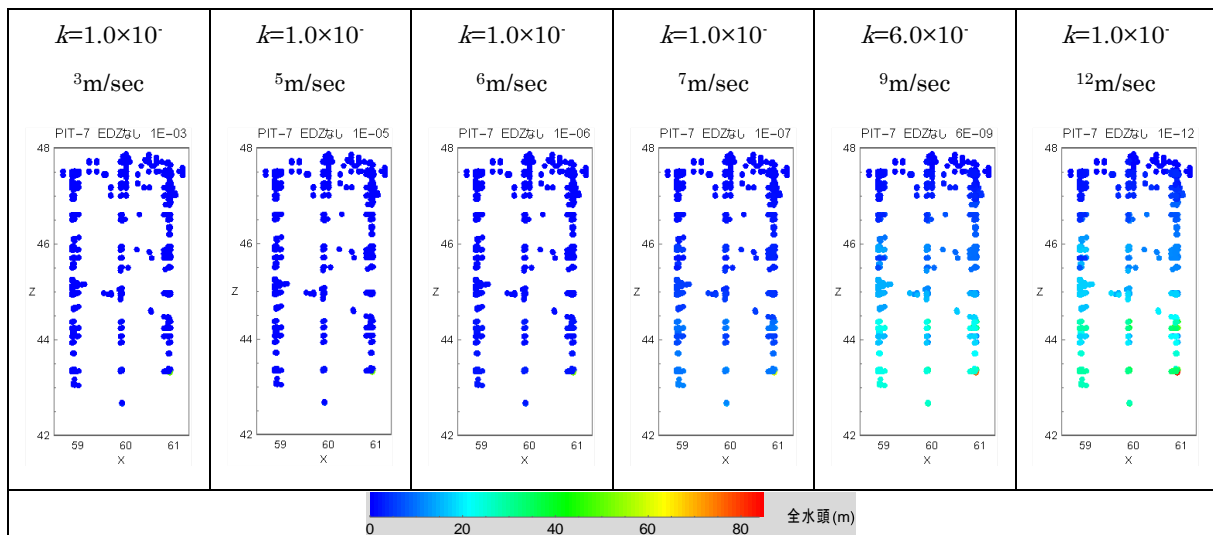 k=1.0×10-
3m/sec
k=1.0×10-
5m/sec
k=1.0×10-
6m/sec
k=1.0×10-
7m/sec
k=6.0×10-
9m/sec
k=1.0×10-
12m/sec
PIT-7 EDZなし 1E-03
48
46
Z
44
42
59 60 61
X
PIT-7 EDZなし 1E-05
48
46
Z
44
42
59 60 61
X
PIT-7 EDZなし 1E-06
48
46
Z
44
42
59 60 61
X
PIT-7 EDZなし 1E-07
48
46
Z
44
42
59 60 61
X
PIT-7 EDZなし 6E-09
48
46
Z
44
42
59 60 61
X
PIT-7 EDZなし 1E-12
48
46
Z
44
42
59 60 61
X
0 20 40 60 80
全水頭(m)